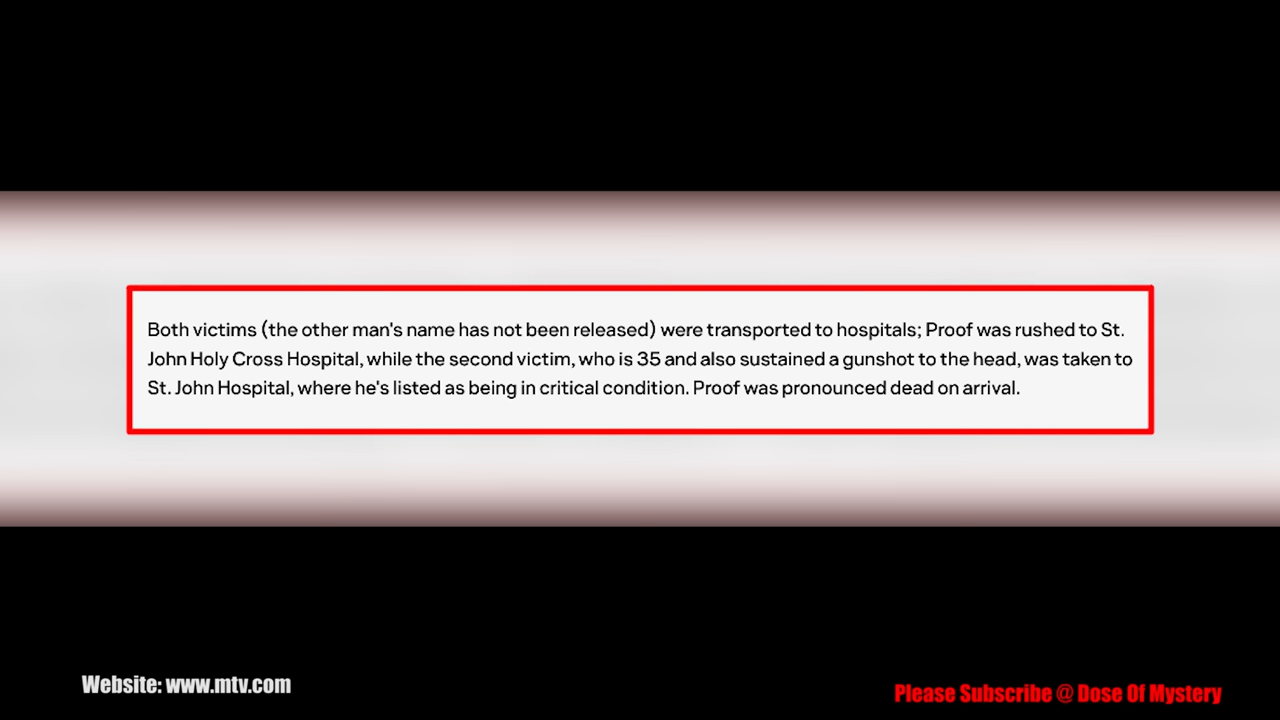 Both victims (the other man's name has not been released) were transported to hospitals; Proof was rushed to St.
John Holy Cross Hospital, while the second victim, who is 35 and also sustained a gunshot to the head, was taken to
St. John Hospital, where he's listed as being in critical condition. Proof was pronounced dead on arrival.
Website: www.mtv.com
Please Subscribe @ Dose Of Mystery